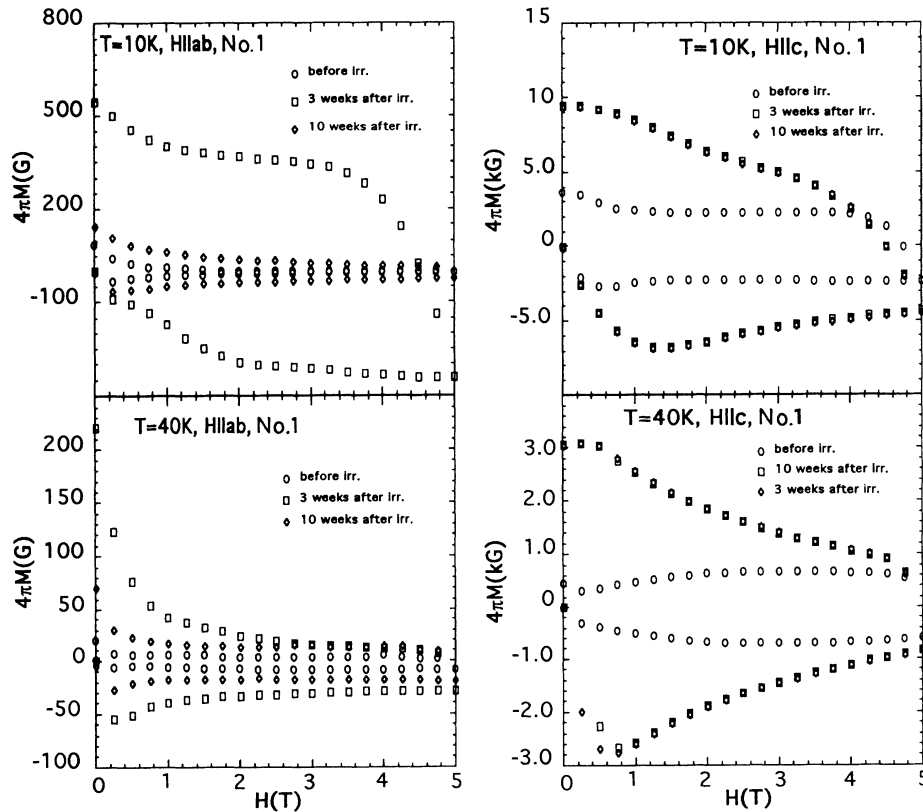 T=10K, HIIab, No.1
before irr.
3 weeks after irr.
10 weeks after irr.
4πM(G)
800
500
200
-100
T=10K, HIIc, No.1
before irr.
3 weeks after irr.
10 weeks after irr.
4πM(kG)
15
10
5.0
0
-5.0
T=40K, HIIab, No.1
before irr.
3 weeks after irr.
10 weeks after irr.
4πM(G)
200
150
100
50
0
-50
-100
0 1 2 3 4 5
H(T)
T=40K, HIIc, No.1
before irr.
10 weeks after irr.
3 weeks after irr.
4πM(kG)
3.0
2.0
1.0
0
-1.0
-2.0
-3.0
0 1 2 3 4 5
H(T)